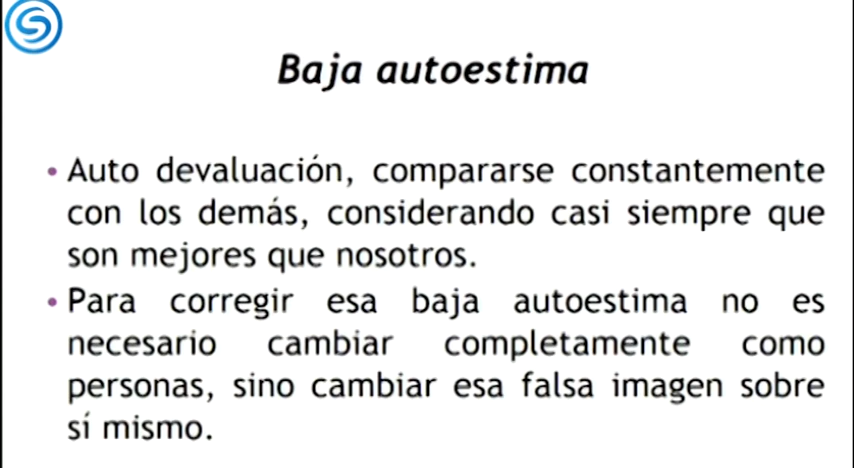 Baja autoestima
• Auto devaluación, compararse constantemente
con los demás, considerando casi siempre que
son mejores que nosotros.
• Para corregir esa baja autoestima no es
necesario cambiar completamente como
personas, sino cambiar esa falsa imagen sobre
sí mismo.